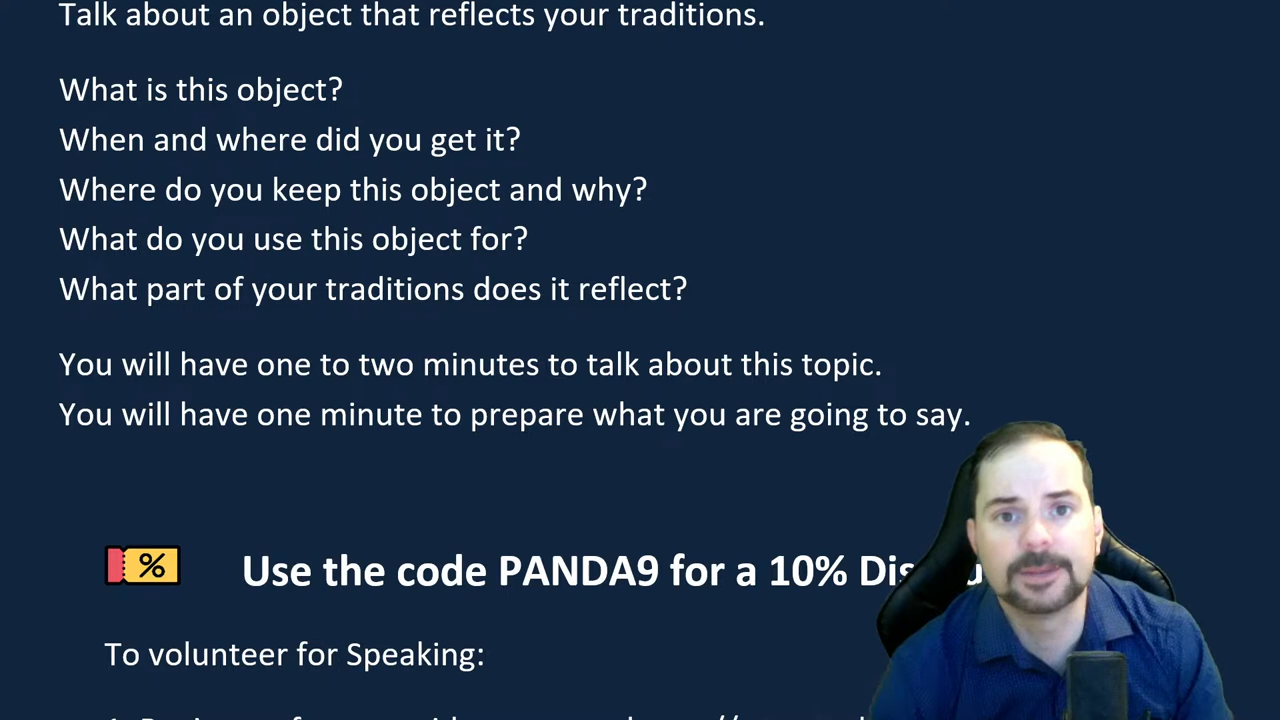 Talk about an object that reflects your traditions.
What is this object?
When and where did you get it?
Where do you keep this object and why?
What do you use this object for?
What part of your traditions does it reflect?
You will have one to two minutes to talk about this topic.
You will have one minute to prepare what you are going to say.
% Use the code PANDA9 for a 10%
To volunteer for Speaking: